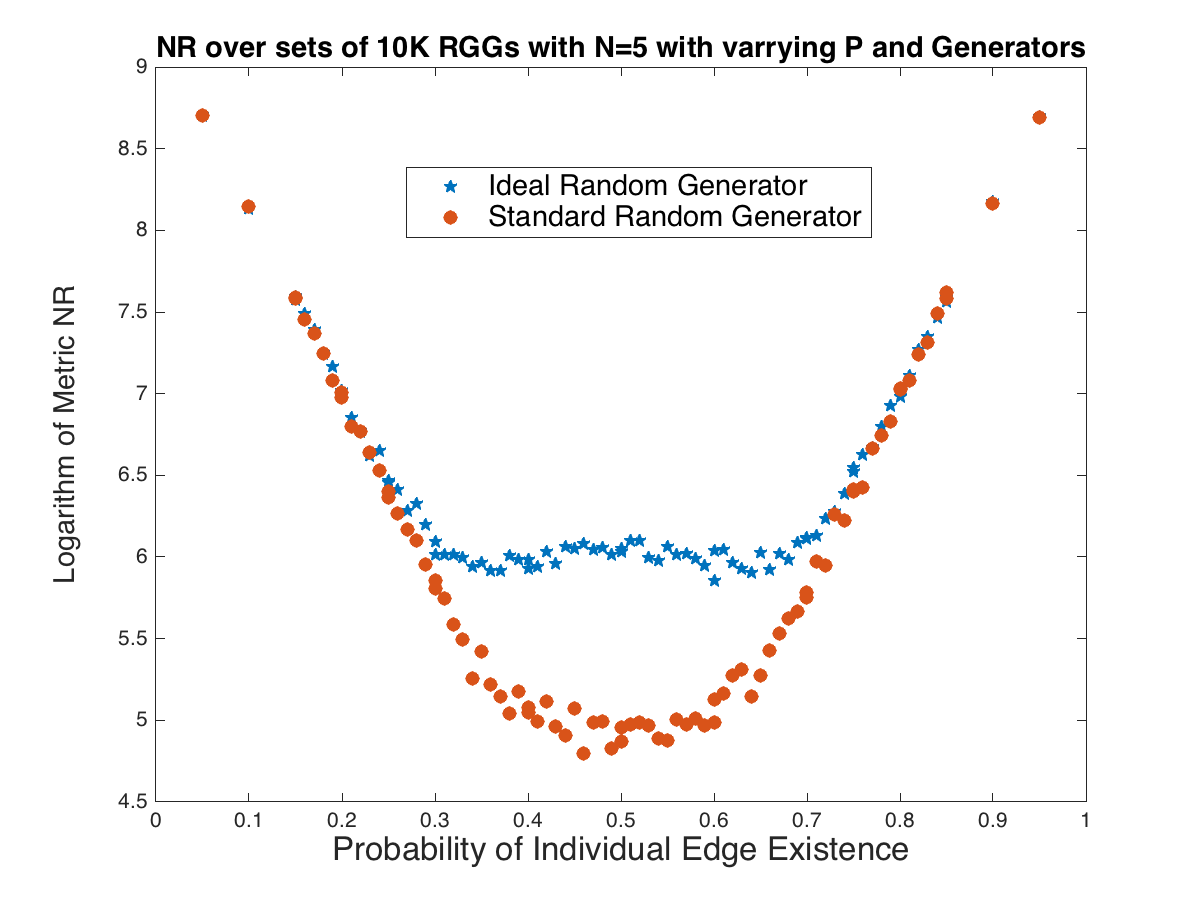 NR over sets of 10K RGGs with N=5 with varrying P and Generators
9
8.5
8
7.5
7
6.5
6
5.5
5
4.5
Logarithm of Metric NR
Ideal Random Generator
Standard Random Generator
0 0.1 0.2 0.3 0.4 0.5 0.6 0.7 0.8 0.9 1
Probability of Individual Edge Existence